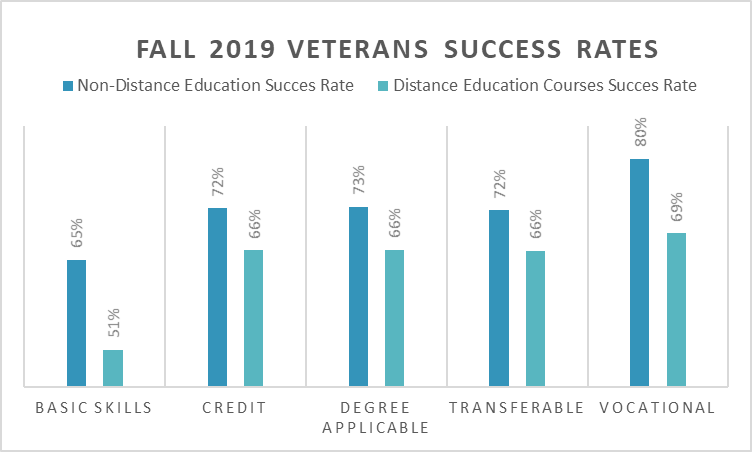 FALL 2019 VETERANS SUCCESS RATES
Non-Distance Education Succes Rate
Distance Education Courses Succes Rate
65%
51%
72%
66%
73%
66%
72%
66%
80%
69%
BASIC SKILLS
CREDIT
DEGREE
APPLICABLE
TRANSFERABLE
VOCATIONAL